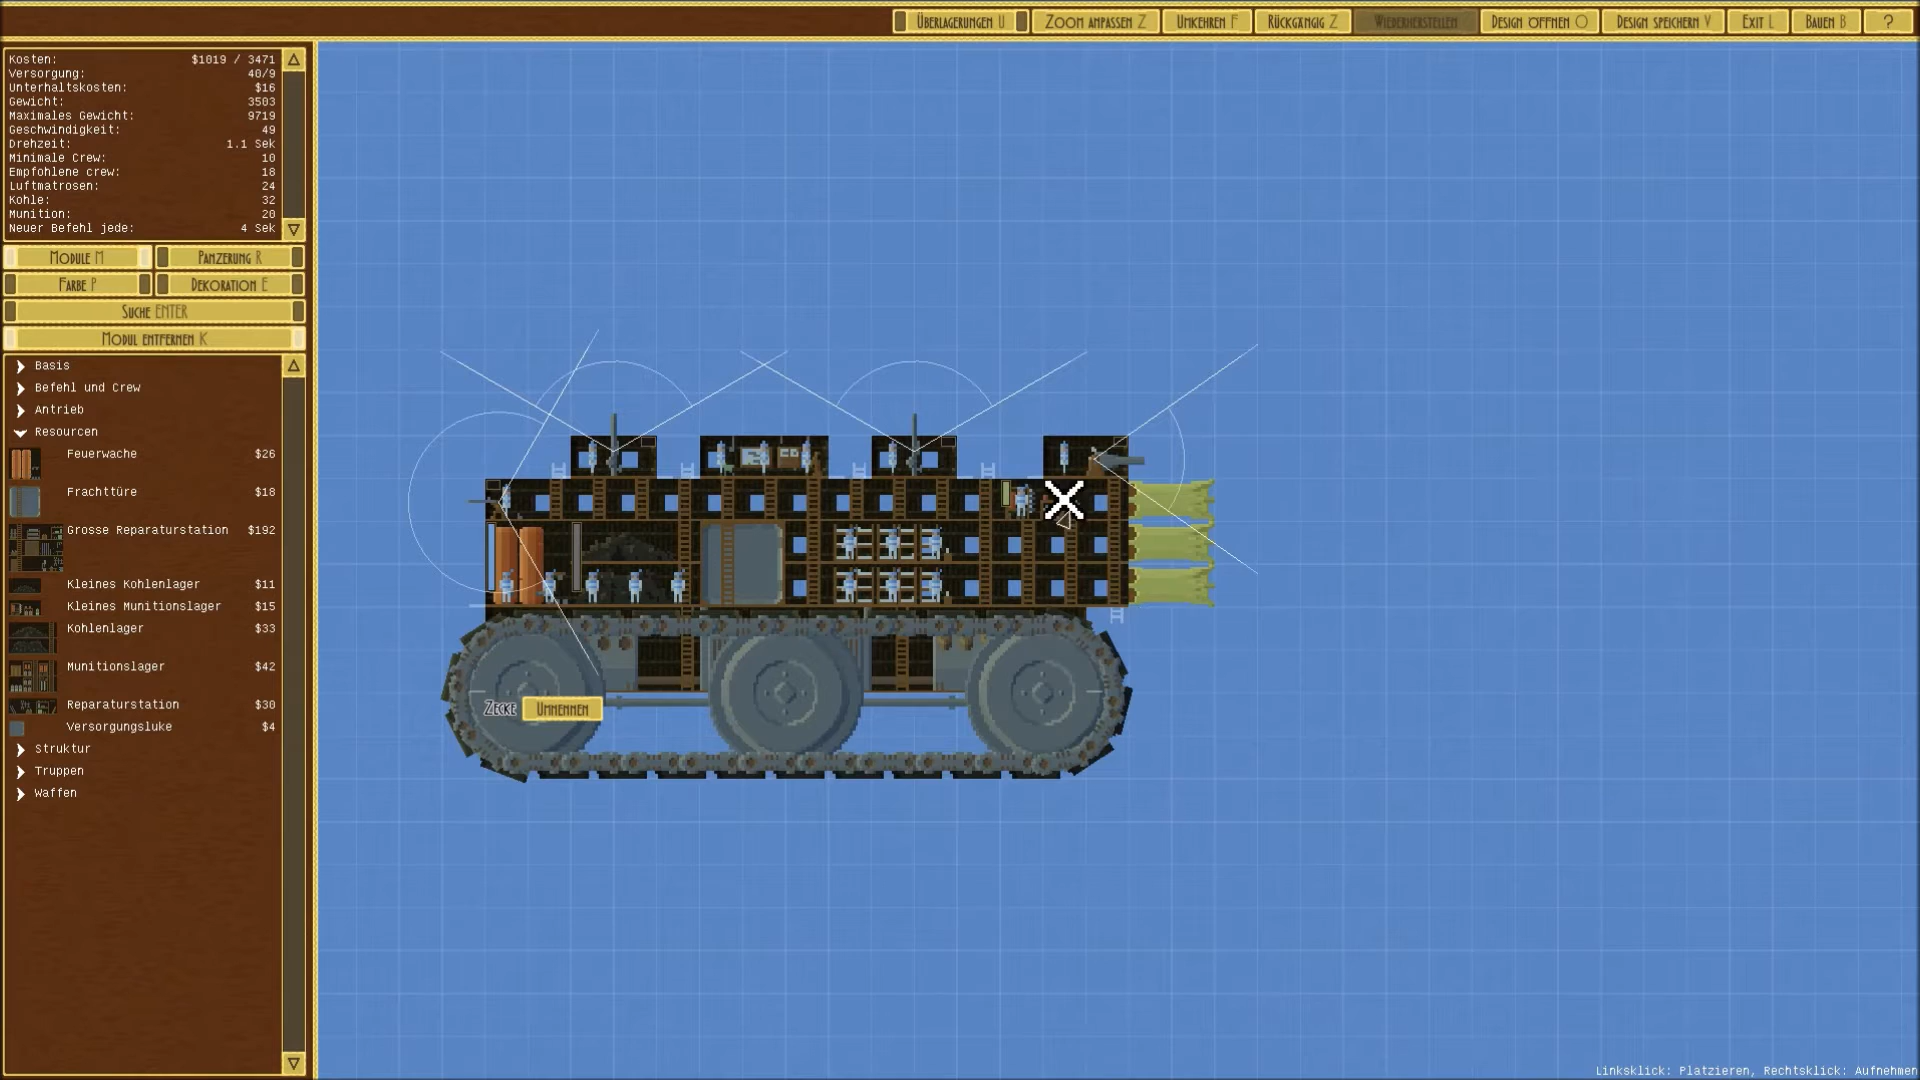 ÜBERLAGERUNGEN U
ZOOM ANPASSEN Z
UMKEHREN F
RÜCKGÄNGIG Z
WIEDERHERSTELLEN
DESIGN ÖFFNEN O
DESIGN SPEICHERN V
EXIT L
BAUEN B
?
Kosten: $1019 / 3471
Versorgung: 40/9
Unterhaltskosten: $16
Gewicht: 3503
Maximales Gewicht: 9719
Geschwindigkeit: 49
Drehzeit: 1.1 Sek
Minimale Crew: 10
Empfohlene crew: 18
Luftmatrosen: 24
Kohle: 32
Munition: 20
Neuer Befehl jede: 4 Sek
MODULE M
PANZERUNG R
FARBE P
DEKORATION E
SUCHE ENTER
MODUL ENTFERNEN K
Basis
Befehl und Crew
Antrieb
Resourcen
Feuerwache $26
Frachttüre $18
Grosse Reparaturstation $192
Kleines Kohlenlager $11
Kleines Munitionslager $15
Kohlenlager $33
Munitionslager $42
Reparaturstation $30
Versorgungsluke $4
Struktur
Truppen
Waffen
ZECKE
UMNENNEN
Linksklick: Platzieren, Rechtsklick: Aufnehmen